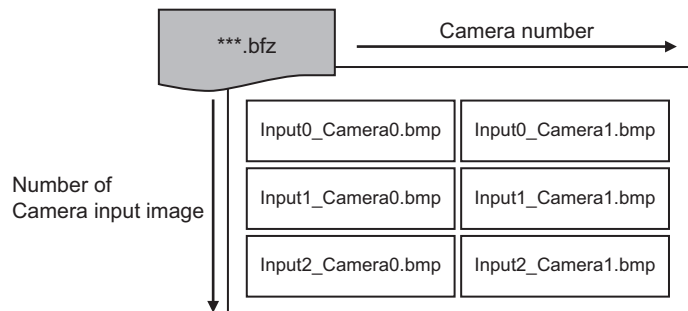 ***.bfz
Camera number
Input0_Camera0.bmp
Input0_Camera1.bmp
Number of
Camera input image
Input1_Camera0.bmp
Input1_Camera1.bmp
Input2_Camera0.bmp
Input2_Camera1.bmp